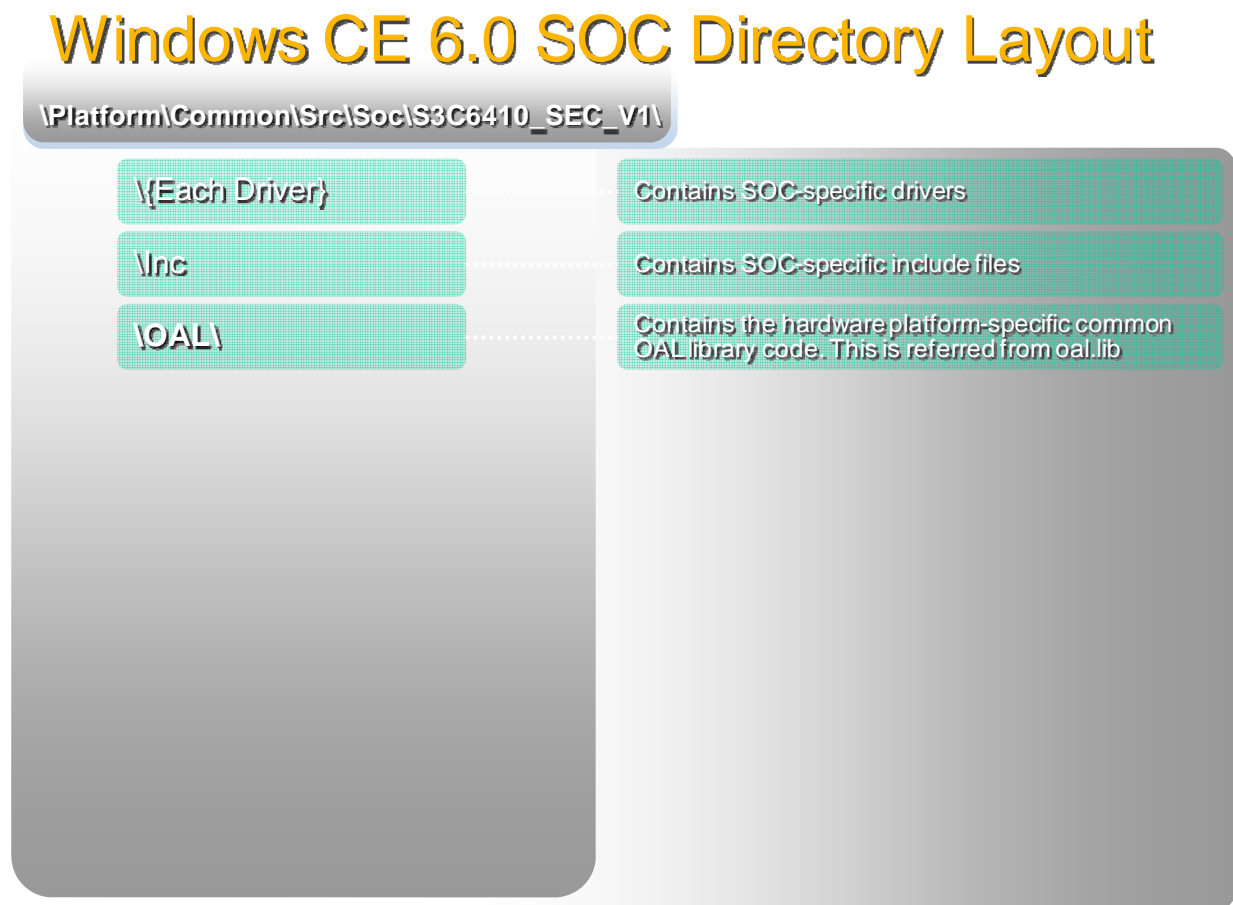 Windows CE 6.0 SOC Directory Layout
\Platform\Common\Src\Soc\S3C6410_SEC_V1\
\{Each Driver}
Contains SOC-specific drivers
\Inc
Contains SOC-specific include files
\OAL\
Contains the hardware platform-specific common
OAL library code. This is referred from oal.lib